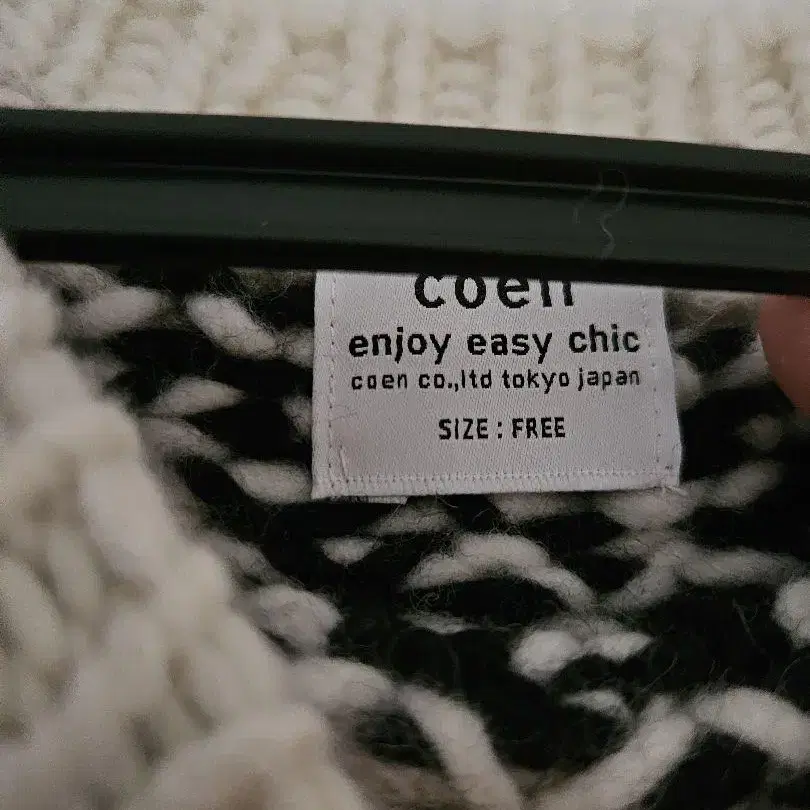 coen
enjoy easy chic
coen co.,ltd tokyo japan
SIZE : FREE